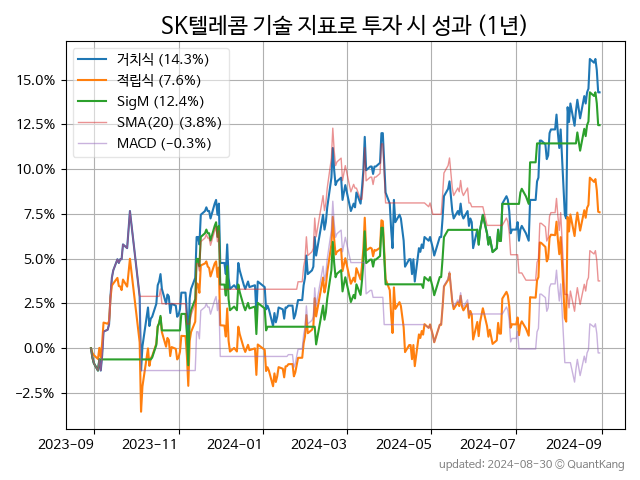 SK텔레콤 기술 지표로 투자 시 성과 (1년)
거치식 (14.3%)
적립식 (7.6%)
SigM (12.4%)
SMA(20) (3.8%)
MACD (−0.3%)
15.0%
12.5%
10.0%
7.5%
5.0%
2.5%
0.0%
−2.5%
2023-09 2023-11 2024-01 2024-03 2024-05 2024-07 2024-09
updated: 2024-08-30 © QuantKang